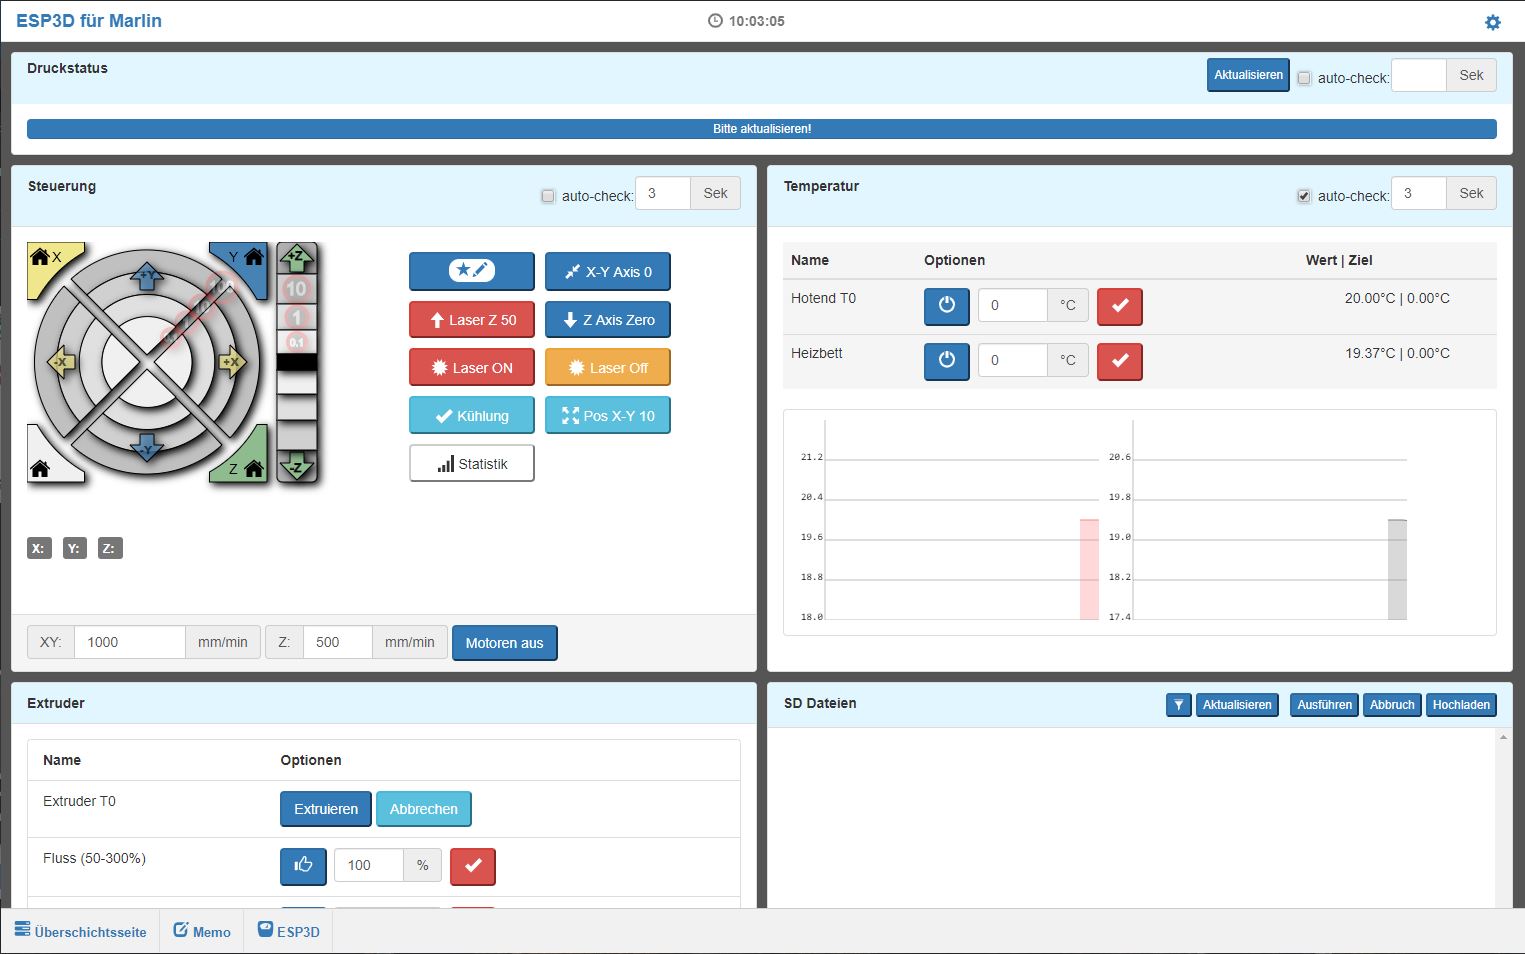 ESP3D für Marlin
10:03:05
Druckstatus
Aktualisieren auto-check: Sek
Bitte aktualisieren!
Steuerung
auto-check: 3 Sek
X
Y
Z
+Y
-X
+X
-Y
+Z
10
1
0.1
-Z
X-Y Axis 0
Laser Z 50
Z Axis Zero
Laser ON
Laser Off
Kühlung
Pos X-Y 10
Statistik
X: Y: Z:
XY: 1000 mm/min Z: 500 mm/min Motoren aus
Temperatur
auto-check: 3 Sek
Name Optionen Wert | Ziel
Hotend T0 0 °C 20.00°C | 0.00°C
Heizbett 0 °C 19.37°C | 0.00°C
21.2
20.4
19.6
18.8
18.0
20.6
19.8
19.0
18.2
17.4
Extruder
Name Optionen
Extruder T0 Extruieren Abbrechen
Fluss (50-300%) 100 %
SD Dateien
Aktualisieren Ausführen Abbruch Hochladen
Überschichtsseite Memo ESP3D